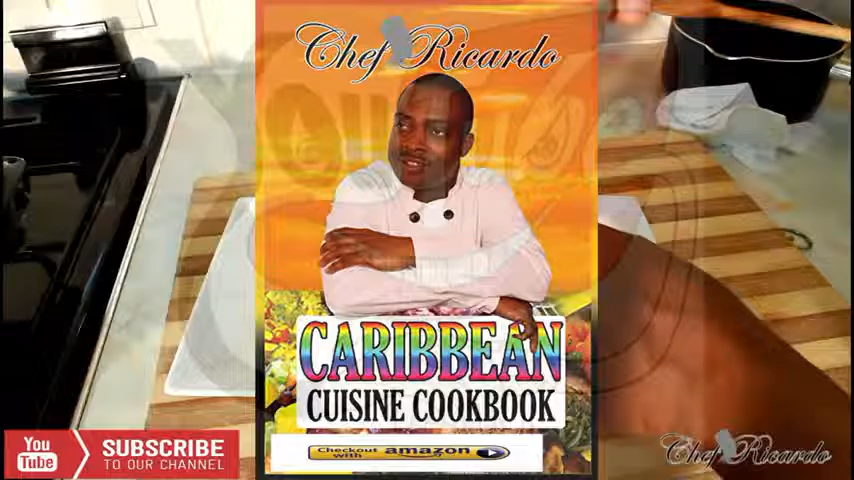 Chef Ricardo
CARIBBEAN
CUISINE COOKBOOK
Checkout
with amazon
You
Tube
SUBSCRIBE
TO OUR CHANNEL
Chef Ricardo